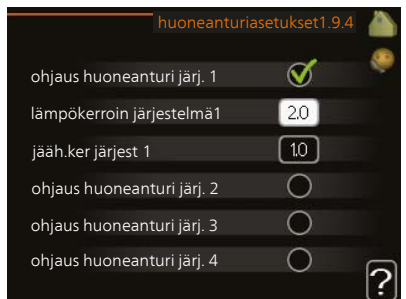 huoneanturiasetukset1.9.4
ohjaus huoneanturi järj. 1
lämpökerroin järjestelmä1 2.0
jääh.ker järjest 1 1.0
ohjaus huoneanturi järj. 2
ohjaus huoneanturi järj. 3
ohjaus huoneanturi järj. 4
?